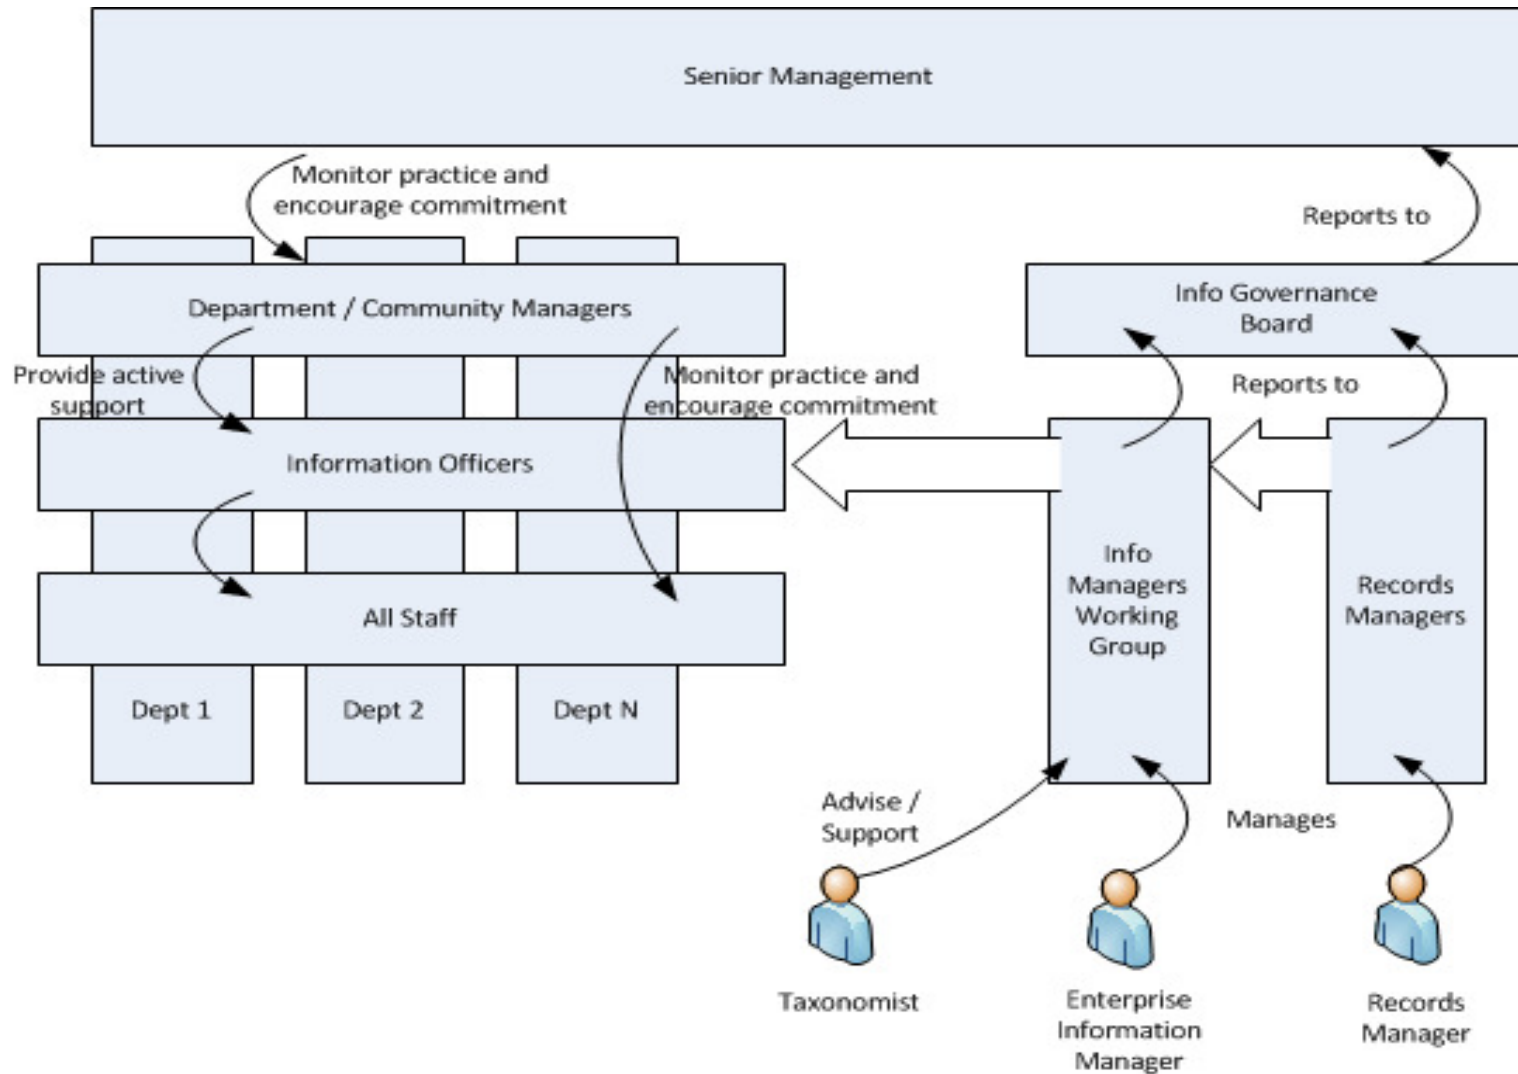 Senior Management
Monitor practice and
encourage commitment
Reports to
Department / Community Managers
Info Governance
Board
Provide active
support
Monitor practice and
encourage commitment
Reports to
Information Officers
Info
Managers
Working
Group
Records
Managers
All Staff
Dept 1
Dept 2
Dept N
Advise /
Support
Manages
Taxonomist
Enterprise
Information
Manager
Records
Manager